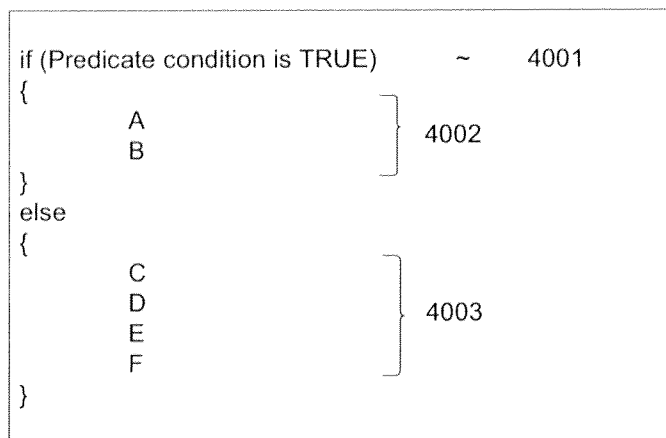 if (Predicate condition is TRUE) ~ 4001
{
A
B
4002
}
else
{
C
D
E
F
4003
}